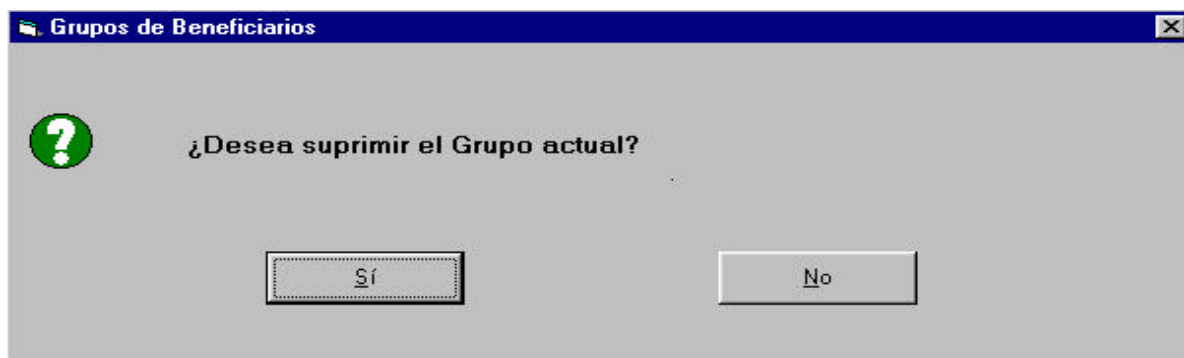 Grupos de Beneficiarios
¿Desea suprimir el Grupo actual?
Sí
No